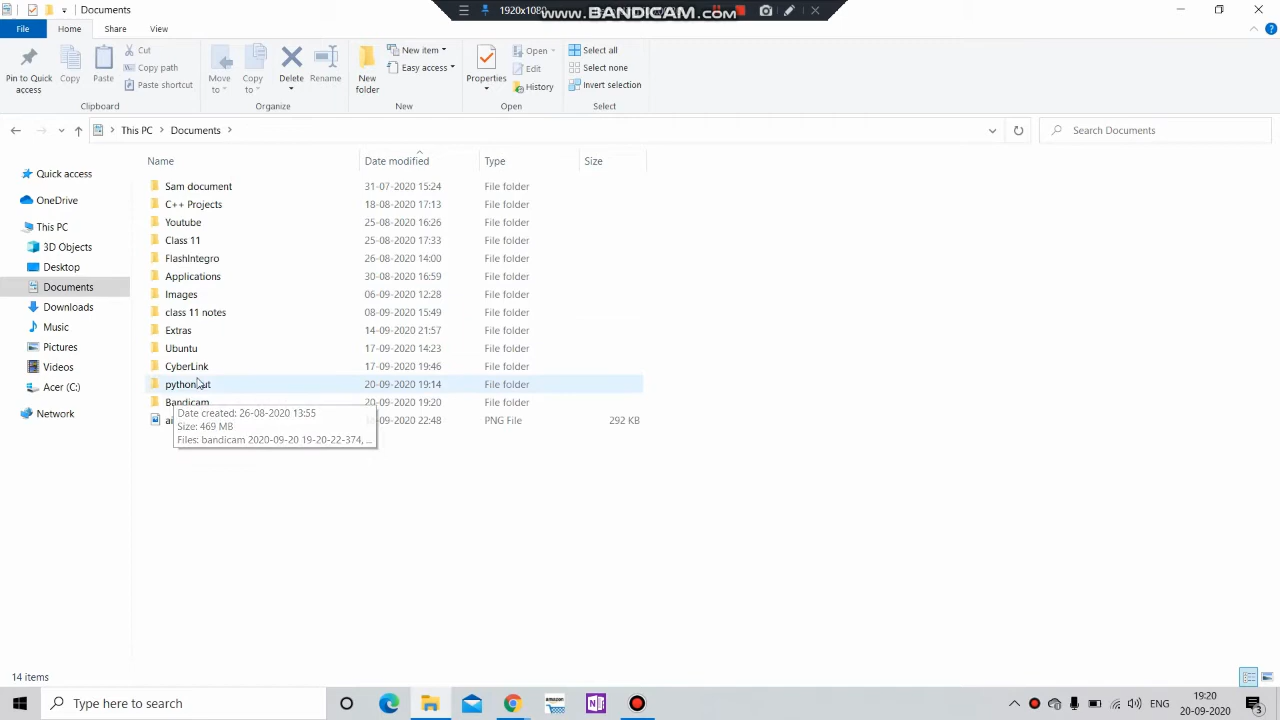 Documents
1920x1080
www.BANDICAM.com
File
Home
Share
View
Pin to Quick access
Copy
Paste
Cut
Copy path
Paste shortcut
Clipboard
Move to
Copy to
Delete
Rename
Organize
New folder
New item
Easy access
New
Properties
Open
Edit
History
Open
Select all
Select none
Invert selection
Select
This PC
Documents
Search Documents
Name
Date modified
Type
Size
Quick access
OneDrive
This PC
3D Objects
Desktop
Documents
Downloads
Music
Pictures
Videos
Acer (C:)
Network
Sam document 31-07-2020 15:24 File folder
C++ Projects 18-08-2020 17:13 File folder
Youtube 25-08-2020 16:26 File folder
Class 11 25-08-2020 17:33 File folder
FlashIntegro 26-08-2020 14:00 File folder
Applications 30-08-2020 16:59 File folder
Images 06-09-2020 12:28 File folder
class 11 notes 08-09-2020 15:49 File folder
Extras 14-09-2020 21:57 File folder
Ubuntu 17-09-2020 14:23 File folder
CyberLink 17-09-2020 19:46 File folder
20-09-2020 19:14 File folder
Bandicam 20-09-2020 19:20 File folder
22:48 PNG File 292 KB
Date created: 26-08-2020 13:55
Size: 469 MB
Files: bandicam 2020-09-20 19-20-22-374, ...
14 items
Type here to search
amazon
ENG
19:20
20-09-2020
3